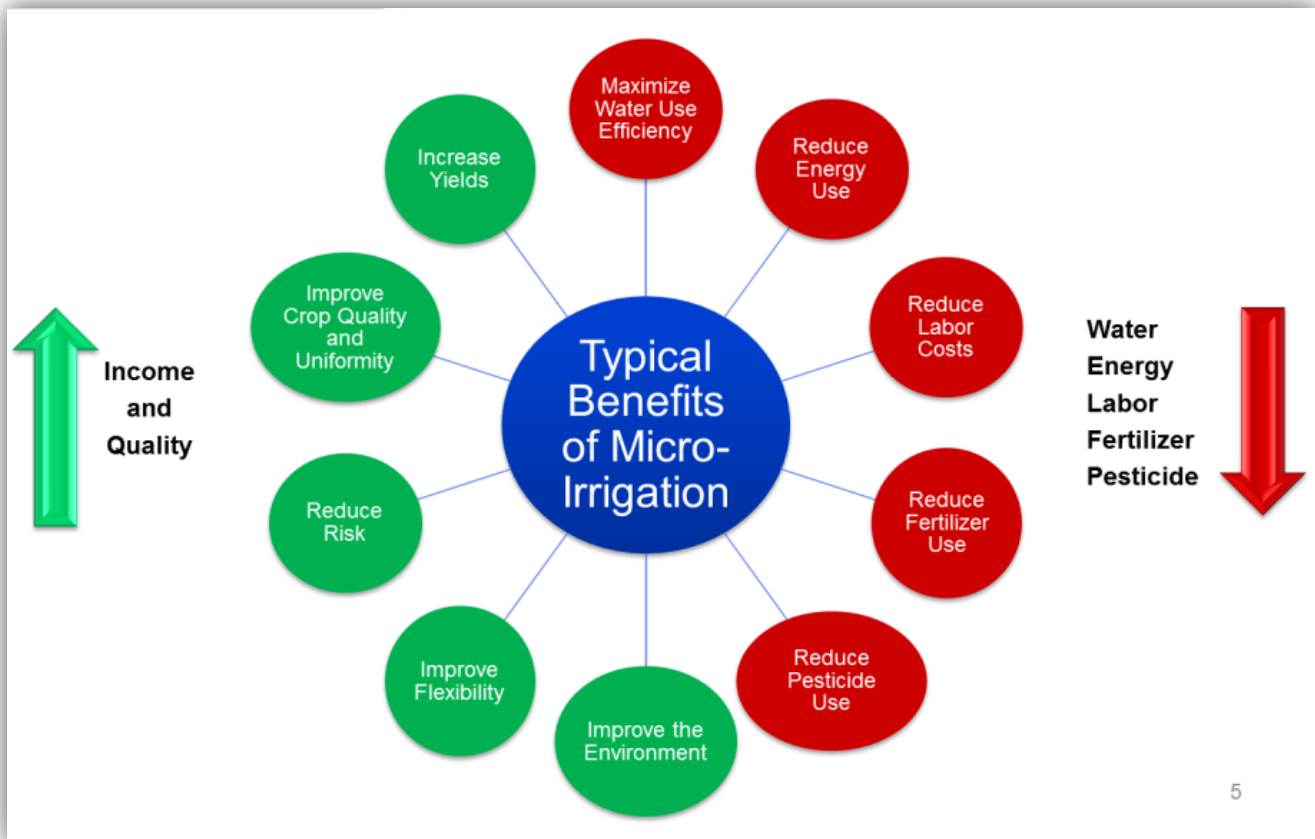 Maximize
Water Use
Efficiency
Reduce
Energy
Use
Reduce
Labor
Costs
Reduce
Fertilizer
Use
Reduce
Pesticide
Use
Improve the
Environment
Improve
Flexibility
Reduce
Risk
Improve
Crop Quality
and
Uniformity
Increase
Yields
Typical
Benefits
of Micro-
Irrigation
Income
and
Quality
Water
Energy
Labor
Fertilizer
Pesticide
5